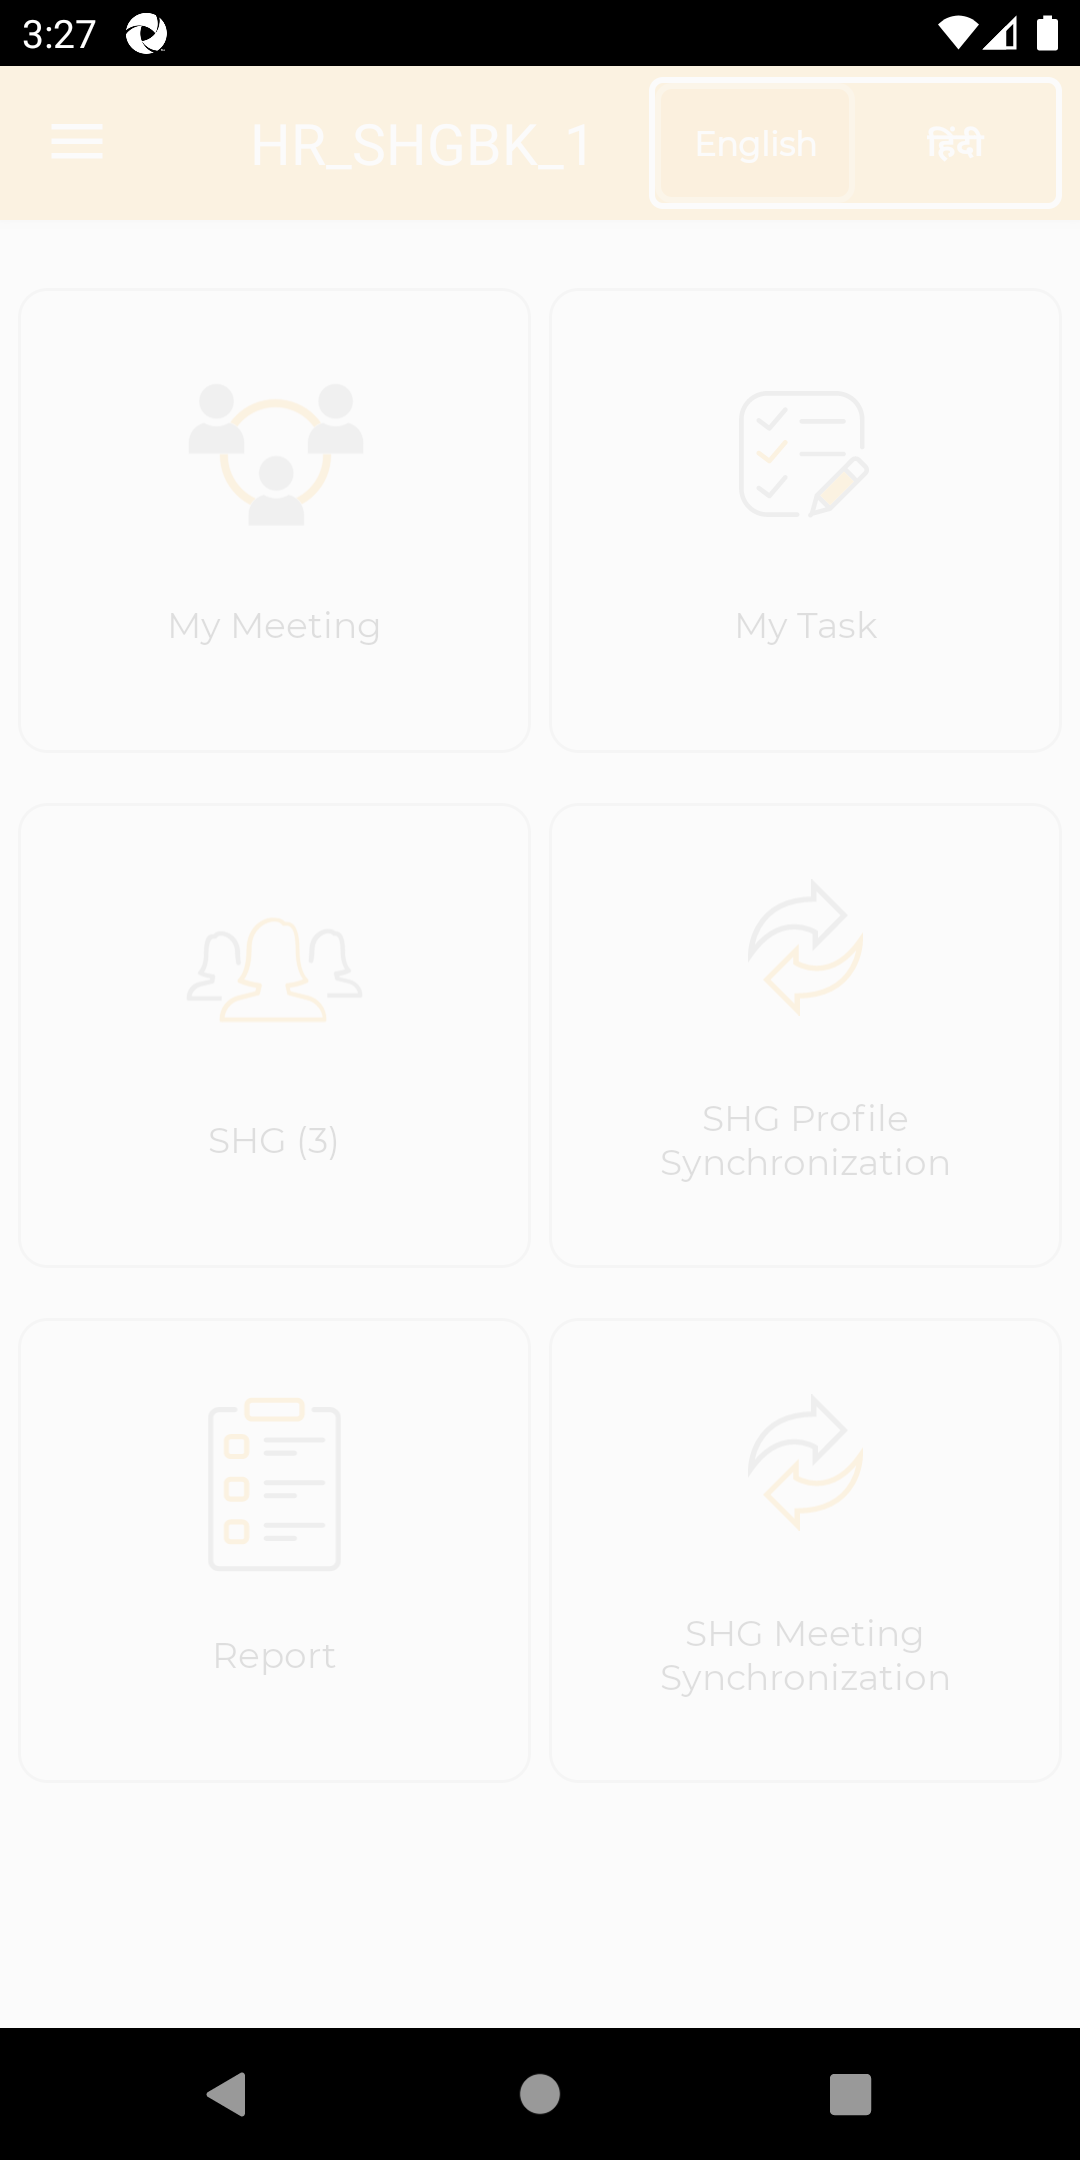 3:27
HR_SHGBK_1
English
हिंदी
My Meeting
My Task
SHG (3)
SHG Profile
Synchronization
Report
SHG Meeting
Synchronization